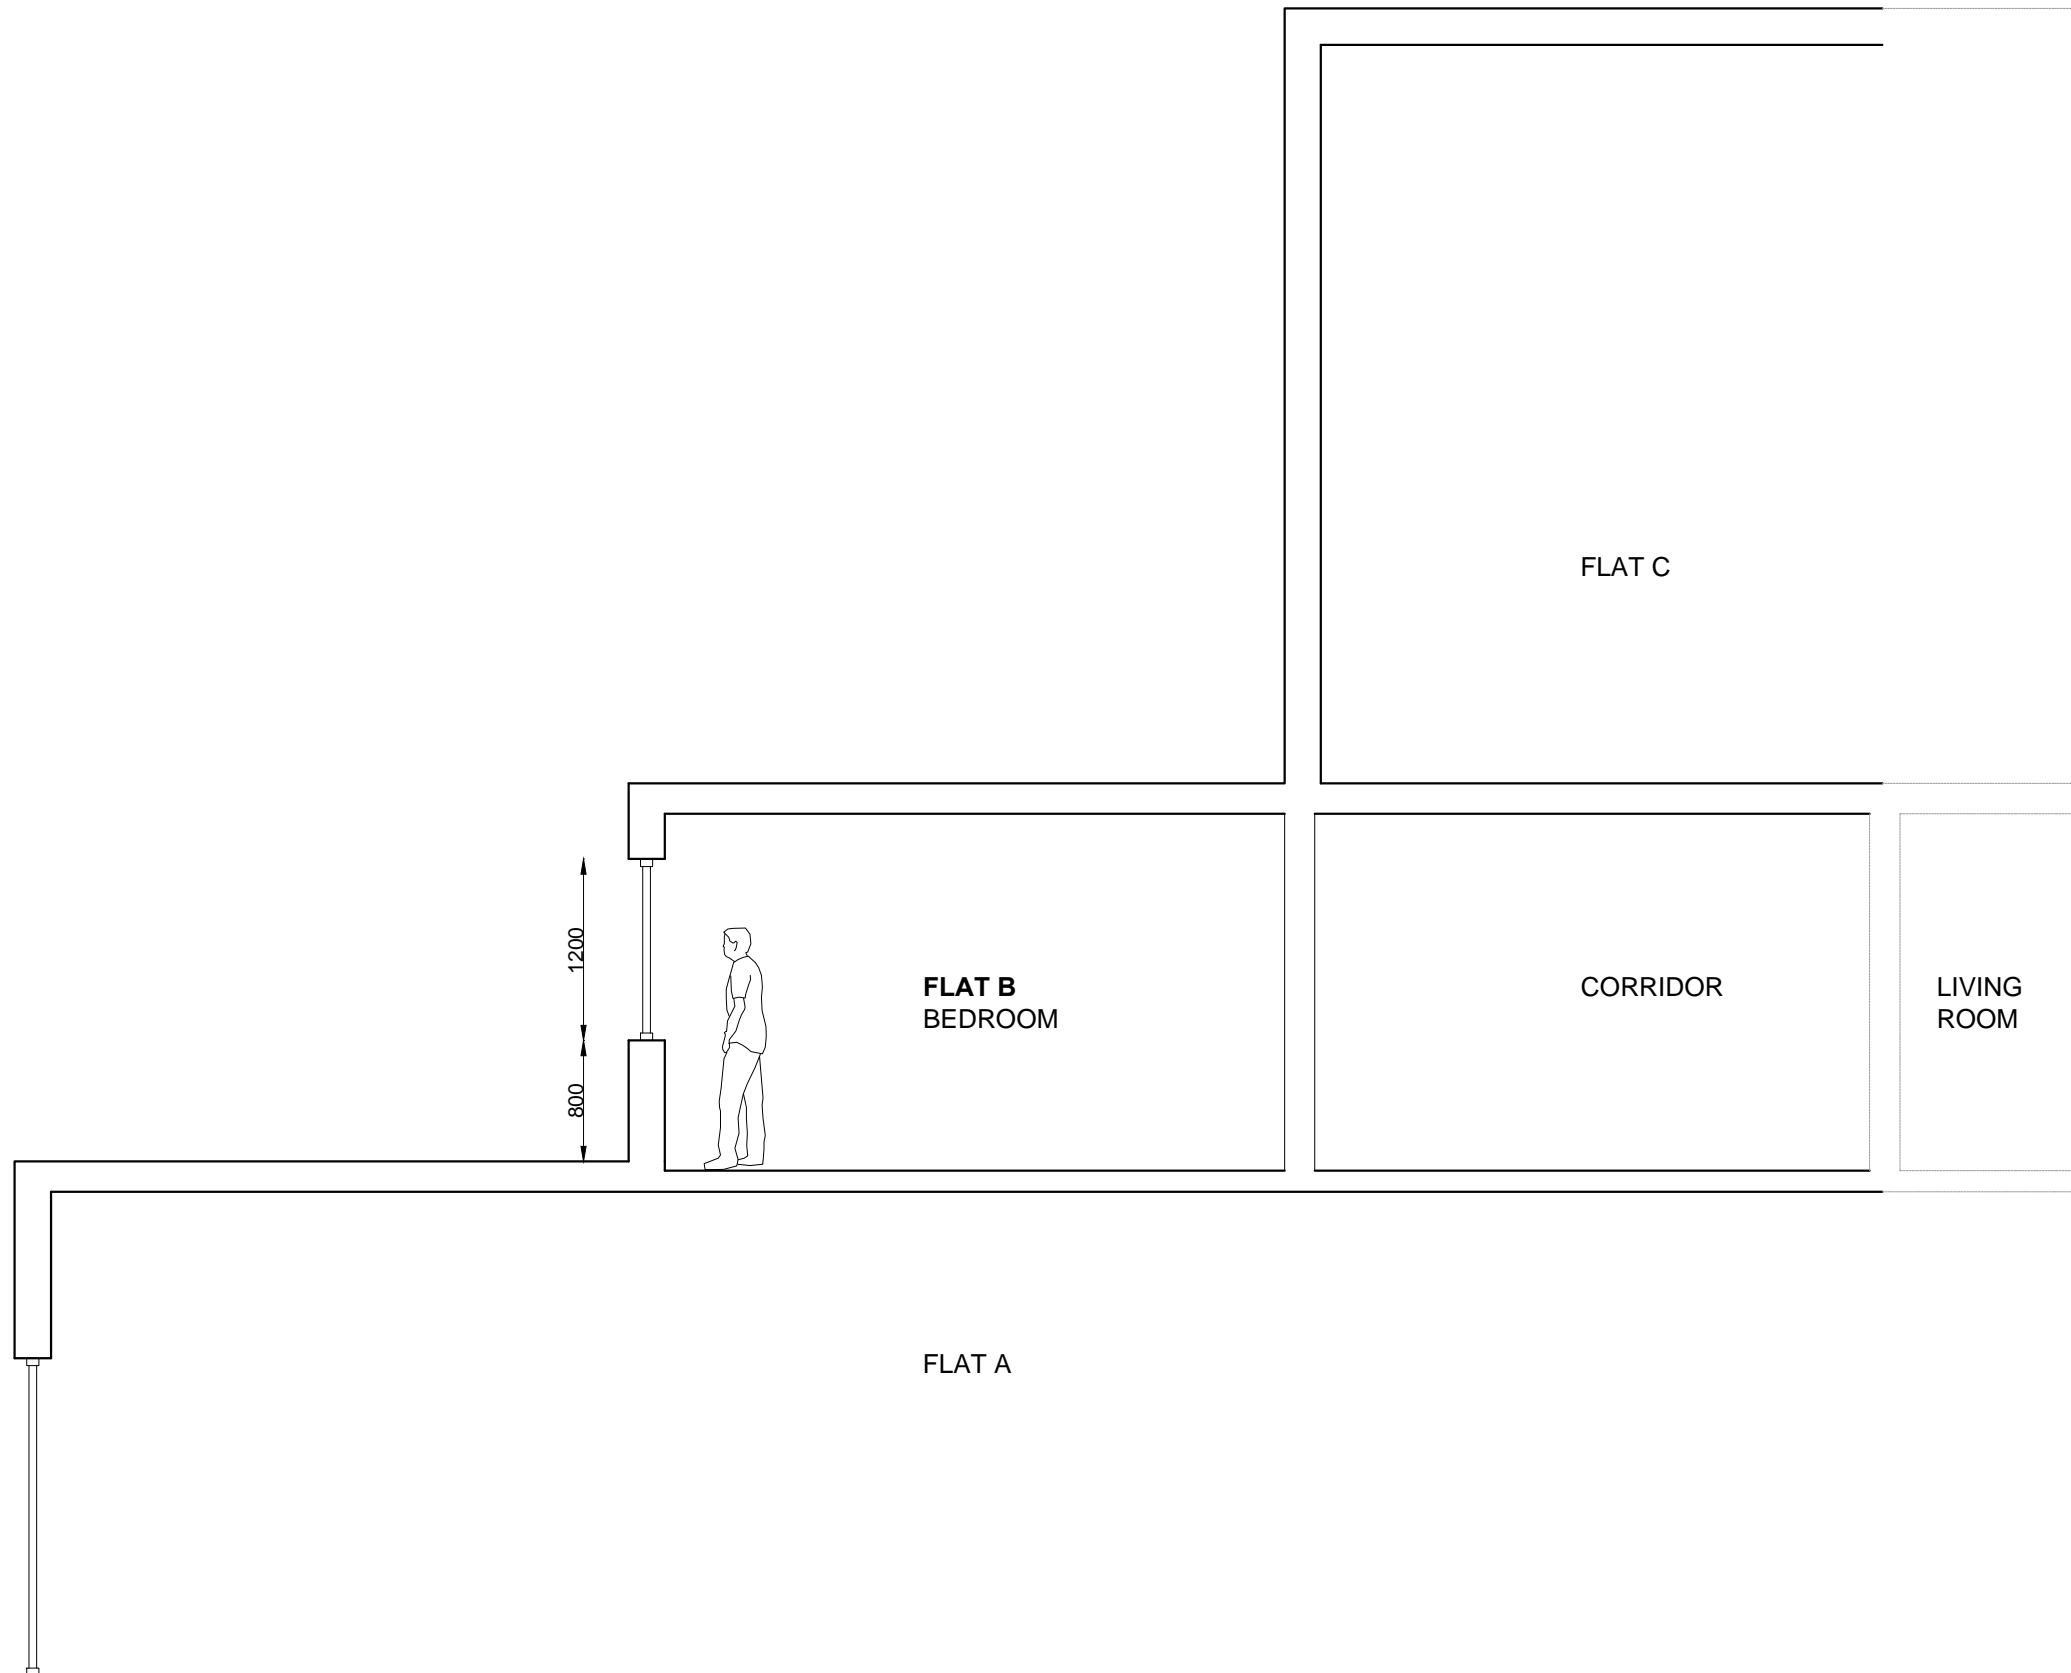 FLAT C
1200
FLAT B
BEDROOM
CORRIDOR
LIVING
ROOM
800
FLAT A